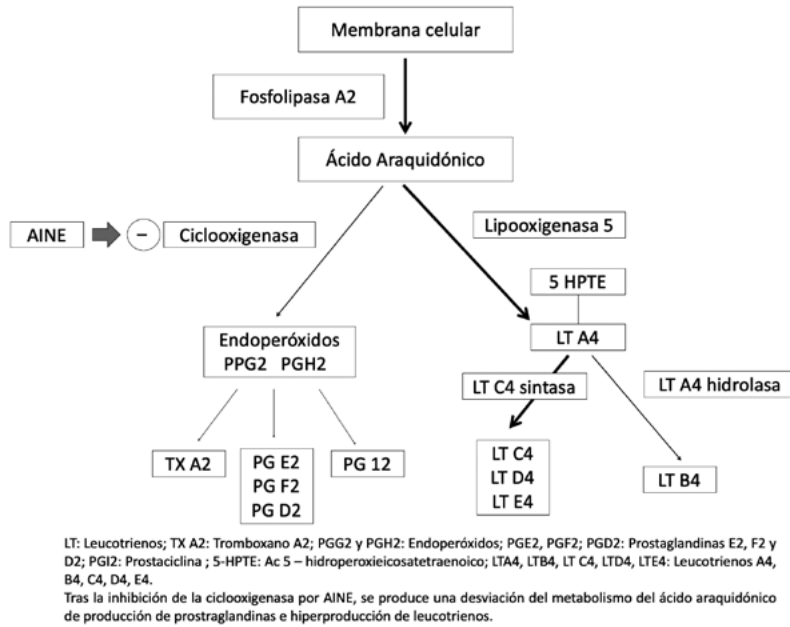 Membrana celular
Fosfolipasa A2
Ácido Araquidónico
AINE
−
Ciclooxigenasa
Lipooxigenasa 5
5 HPTE
LT A4
Endoperóxidos
PPG2 PGH2
LT C4 sintasa
LT A4 hidrolasa
TX A2
PG E2
PG F2
PG D2
PG 12
LT C4
LT D4
LT E4
LT B4
LT: Leucotrienos; TX A2: Tromboxano A2; PGG2 y PGH2: Endoperóxidos; PGE2, PGF2; PGD2: Prostaglandinas E2, F2 y
D2; PGI2: Prostaciclina ; 5-HPTE: Ac 5 – hidroperoxieicosatetraenoico; LTA4, LTB4, LT C4, LTD4, LTE4: Leucotrienos A4,
B4, C4, D4, E4.
Tras la inhibición de la ciclooxigenasa por AINE, se produce una desviación del metabolismo del ácido araquidónico
de producción de prostraglandinas e hiperproducción de leucotrienos.